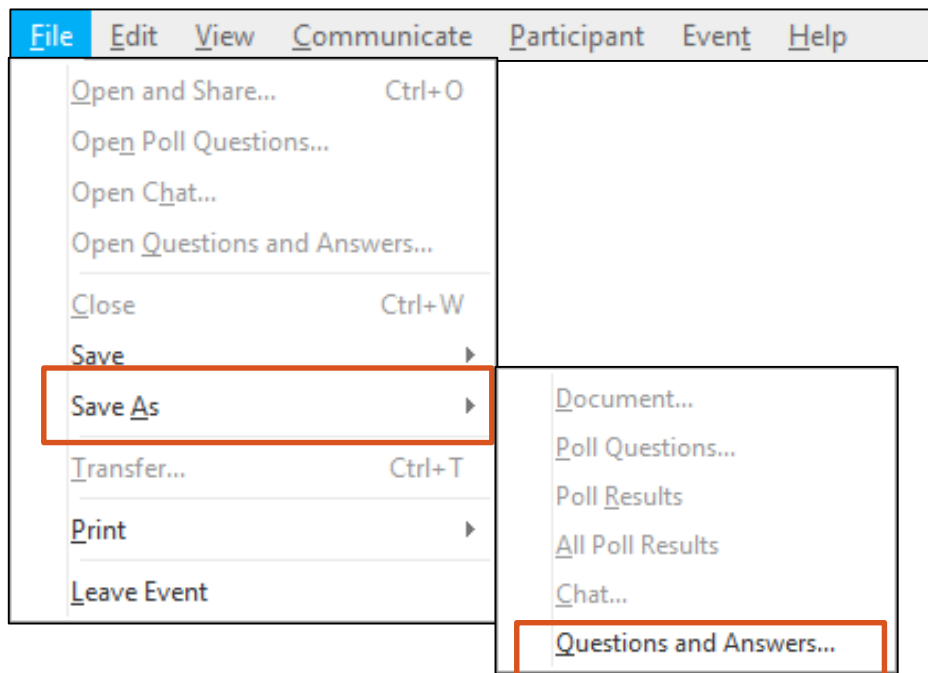 File Edit View Communicate Participant Event Help
Open and Share... Ctrl+O
Open Poll Questions...
Open Chat...
Open Questions and Answers...
Close Ctrl+W
Save
Save As
Transfer... Ctrl+T
Print
Leave Event
Document...
Poll Questions...
Poll Results
All Poll Results
Chat...
Questions and Answers...